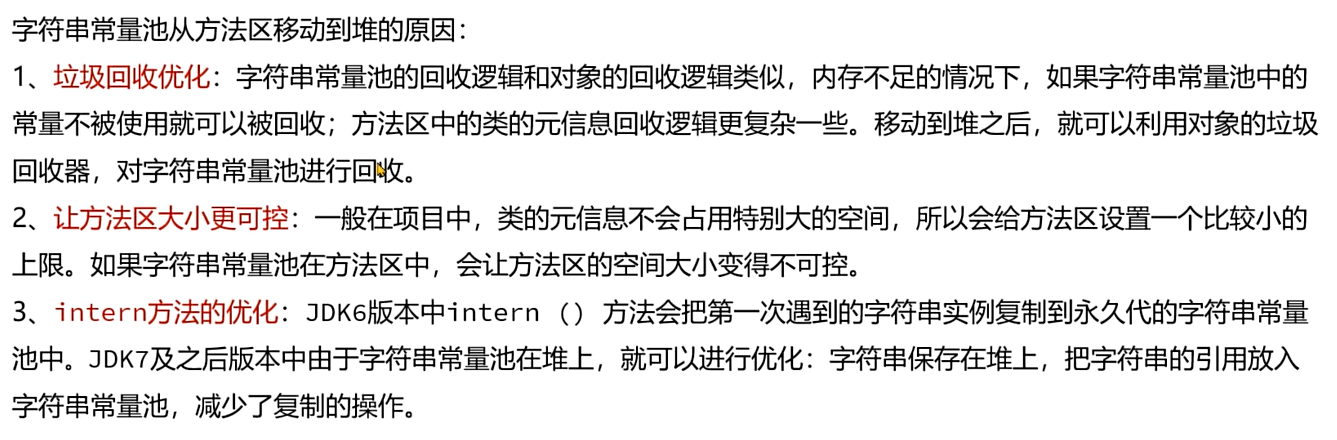 字符串常量池从方法区移动到堆的原因：
1、垃圾回收优化：字符串常量池的回收逻辑和对象的回收逻辑类似，内存不足的情况下，如果字符串常量池中的
常量不被使用就可以被回收；方法区中的类的元信息回收逻辑更复杂一些。移动到堆之后，就可以利用对象的垃圾
回收器，对字符串常量池进行回收。
2、让方法区大小更可控：一般在项目中，类的元信息不会占用特别大的空间，所以会给方法区设置一个比较小的
上限。如果字符串常量池在方法区中，会让方法区的空间大小变得不可控。
3、intern方法的优化：JDK6版本中intern （） 方法会把第一次遇到的字符串实例复制到永久代的字符串常量
池中。JDK7及之后版本中由于字符串常量池在堆上，就可以进行优化：字符串保存在堆上，把字符串的引用放入
字符串常量池，减少了复制的操作。